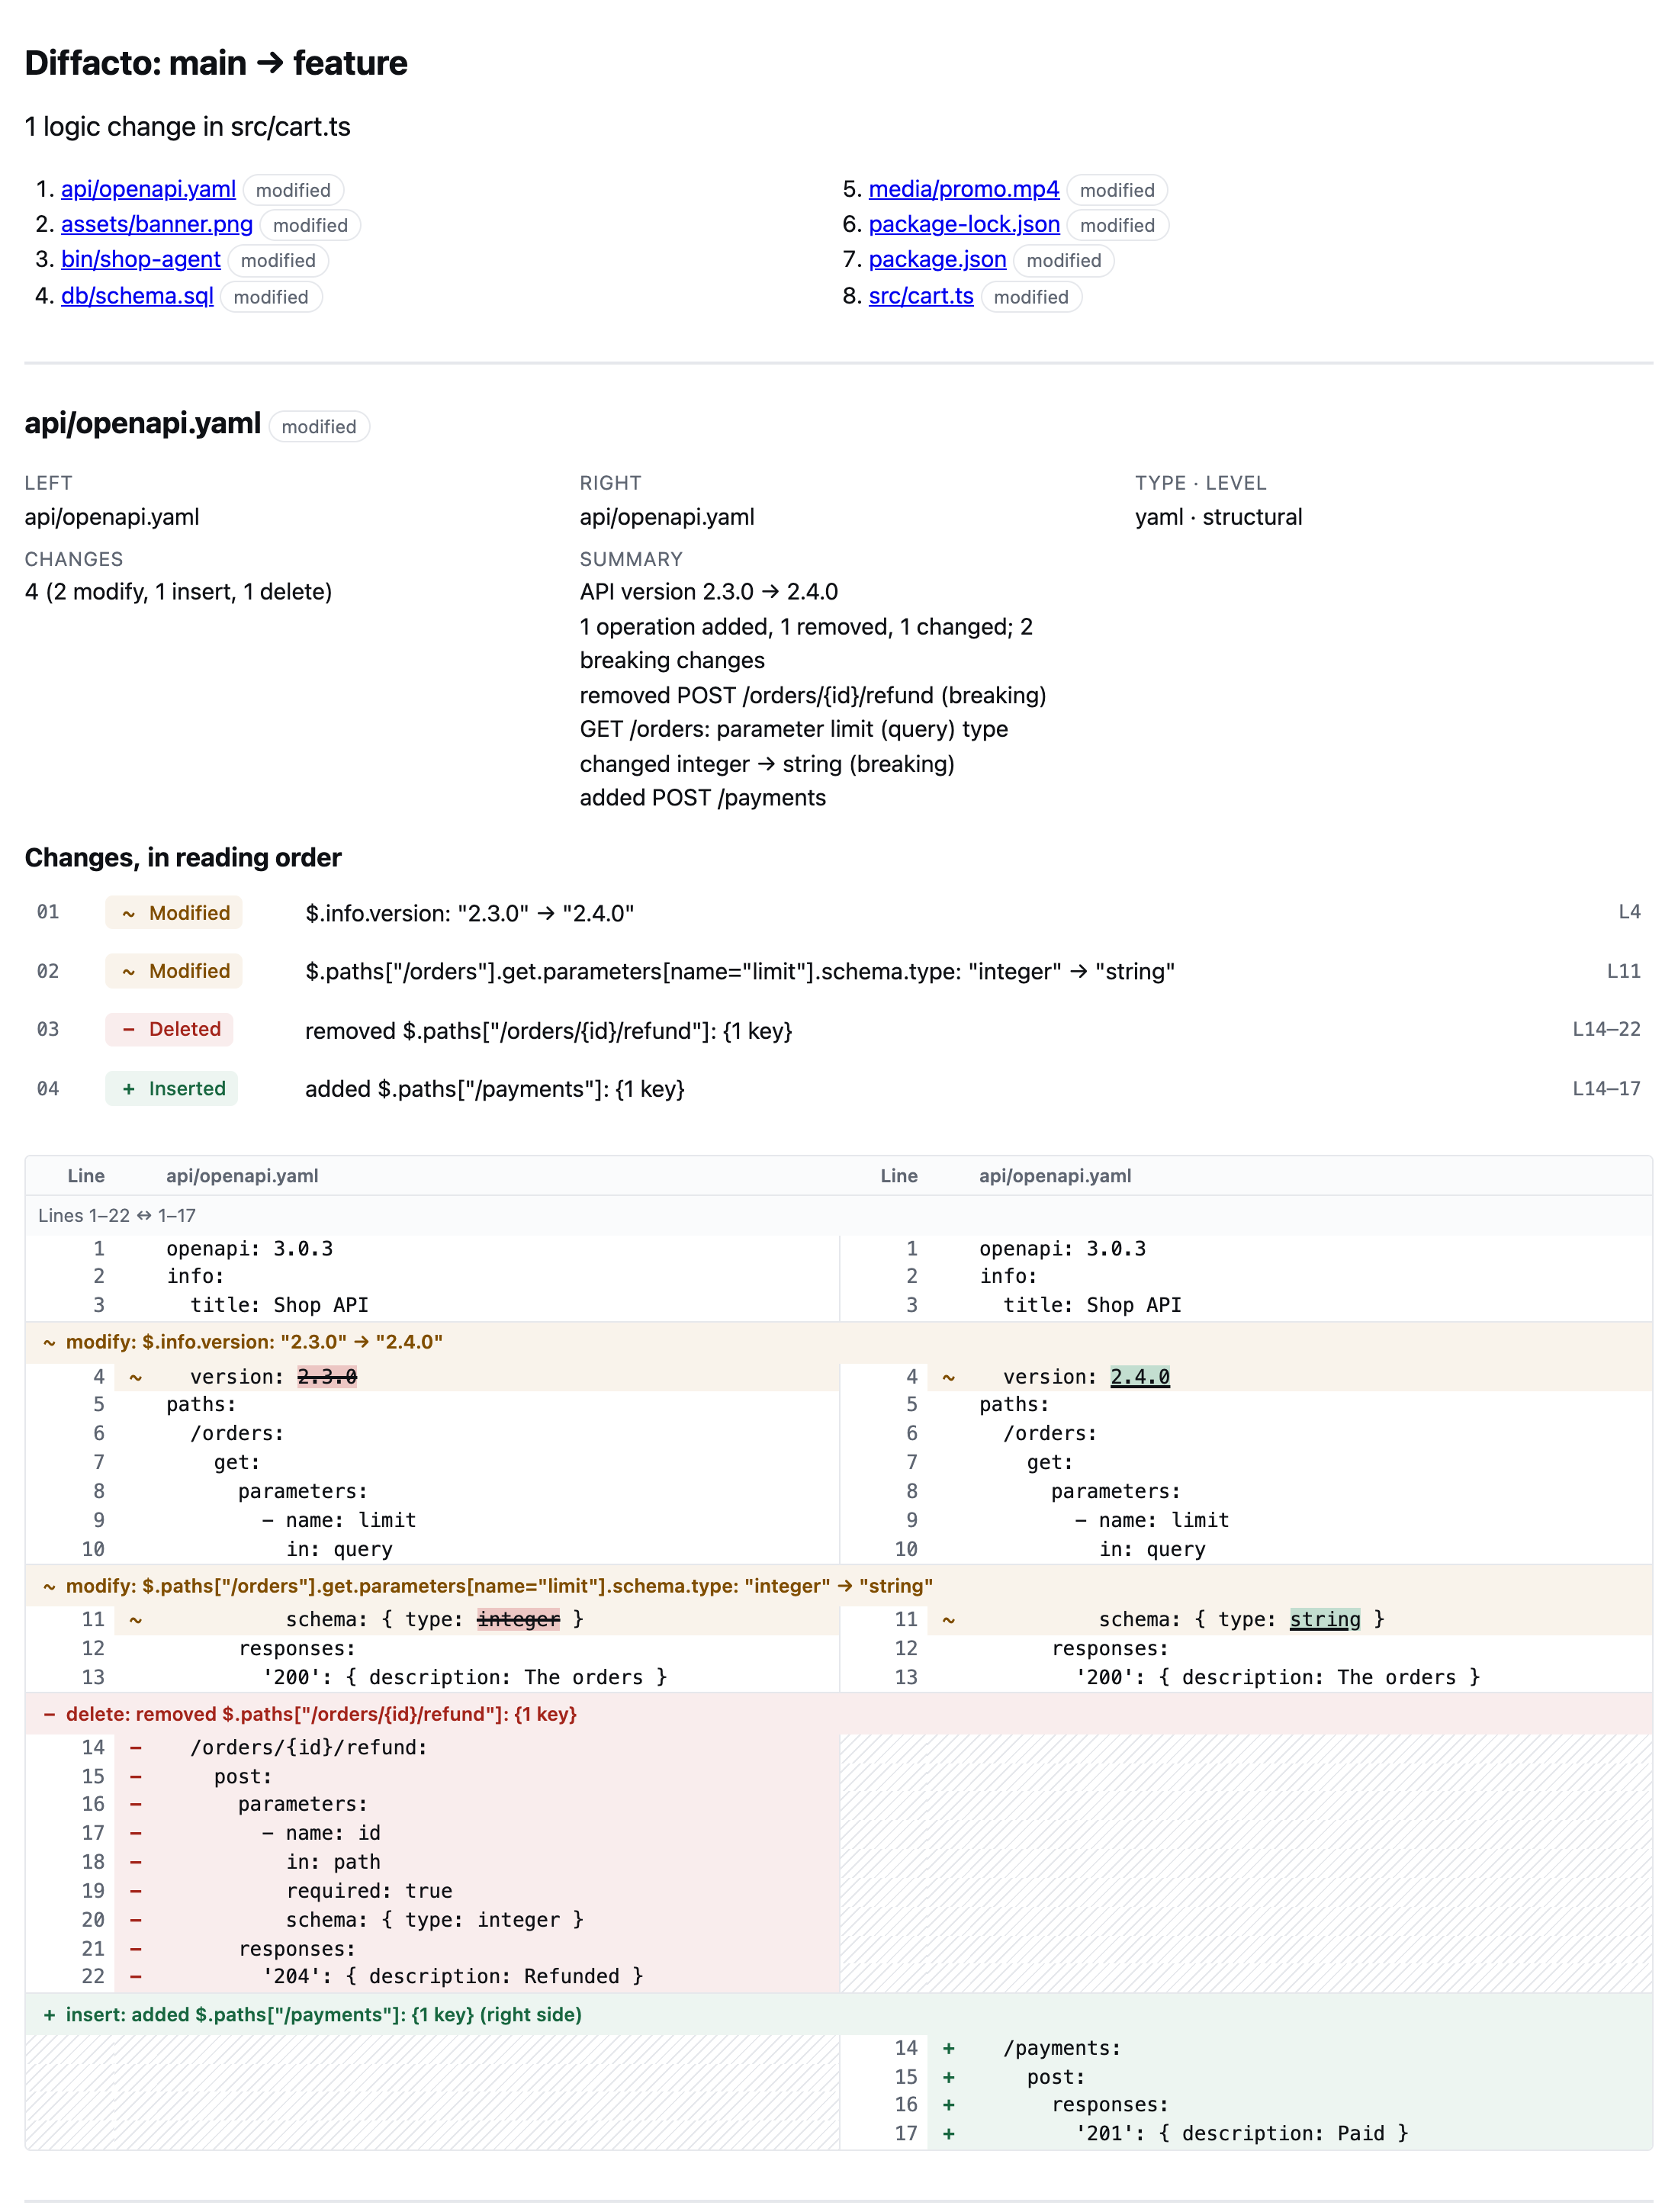 Diffacto: main → feature
1 logic change in src/cart.ts
1. api/openapi.yaml modified
2. assets/banner.png modified
3. bin/shop-agent modified
4. db/schema.sql modified
5. media/promo.mp4 modified
6. package-lock.json modified
7. package.json modified
8. src/cart.ts modified
api/openapi.yaml modified
LEFT
api/openapi.yaml
RIGHT
api/openapi.yaml
TYPE · LEVEL
yaml · structural
CHANGES
4 (2 modify, 1 insert, 1 delete)
SUMMARY
API version 2.3.0 → 2.4.0
1 operation added, 1 removed, 1 changed; 2
breaking changes
removed POST /orders/{id}/refund (breaking)
GET /orders: parameter limit (query) type
changed integer → string (breaking)
added POST /payments
Changes, in reading order
01 ~ Modified $.info.version: "2.3.0" → "2.4.0" L4
02 ~ Modified $.paths["/orders"].get.parameters[name="limit"].schema.type: "integer" → "string" L11
03 − Deleted removed $.paths["/orders/{id}/refund"]: {1 key} L14–22
04 + Inserted added $.paths["/payments"]: {1 key} L14–17
Line api/openapi.yaml Line api/openapi.yaml
Lines 1–22 ↔ 1–17
1 openapi: 3.0.3 1 openapi: 3.0.3
2 info: 2 info:
3 title: Shop API 3 title: Shop API
~ modify: $.info.version: "2.3.0" → "2.4.0"
4 ~ version: 2.3.0 4 ~ version: 2.4.0
5 paths: 5 paths:
6 /orders: 6 /orders:
7 get: 7 get:
8 parameters: 8 parameters:
9 - name: limit 9 - name: limit
10 in: query 10 in: query
~ modify: $.paths["/orders"].get.parameters[name="limit"].schema.type: "integer" → "string"
11 ~ schema: { type: integer } 11 ~ schema: { type: string }
12 responses: 12 responses:
13 '200': { description: The orders } 13 '200': { description: The orders }
− delete: removed $.paths["/orders/{id}/refund"]: {1 key}
14 − /orders/{id}/refund:
15 − post:
16 − parameters:
17 − - name: id
18 − in: path
19 − required: true
20 − schema: { type: integer }
21 − responses:
22 − '204': { description: Refunded }
+ insert: added $.paths["/payments"]: {1 key} (right side)
14 + /payments:
15 + post:
16 + responses:
17 + '201': { description: Paid }